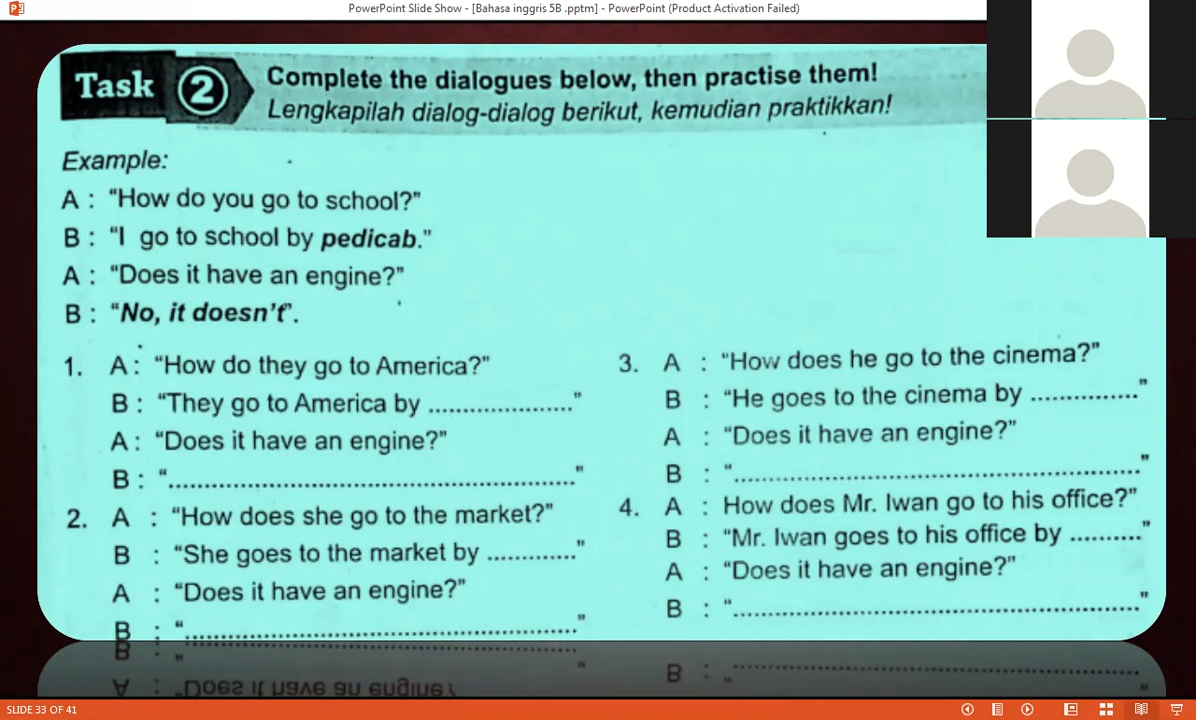 PowerPoint Slide Show - [Bahasa inggris 5B .pptm] - PowerPoint (Product Activation Failed)
Task 2
Complete the dialogues below, then practise them!
Lengkapilah dialog-dialog berikut, kemudian praktikkan!
Example:
A : “How do you go to school?”
B : “I go to school by pedicab.”
A : “Does it have an engine?”
B : “No, it doesn’t”.
1. A : “How do they go to America?”
B : “They go to America by ....................”
A : “Does it have an engine?”
B : “..........................................................”
2. A : “How does she go to the market?”
B : “She goes to the market by ............”
A : “Does it have an engine?”
B : “..........................................................”
3. A : “How does he go to the cinema?”
B : “He goes to the cinema by ...............”
A : “Does it have an engine?”
B : “..........................................................”
4. A : How does Mr. Iwan go to his office?”
B : “Mr. Iwan goes to his office by ..........”
A : “Does it have an engine?”
B : “..........................................................”
SLIDE 33 OF 41